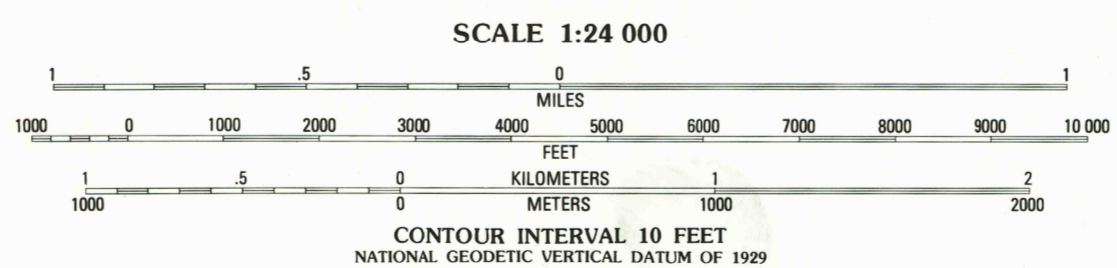 SCALE 1:24 000
1 .5 0 1
MILES
1000 0 1000 2000 3000 4000 5000 6000 7000 8000 9000 10 000
FEET
1 .5 0 KILOMETERS 1 2
1000 0 METERS 1000 2000
CONTOUR INTERVAL 10 FEET
NATIONAL GEODETIC VERTICAL DATUM OF 1929